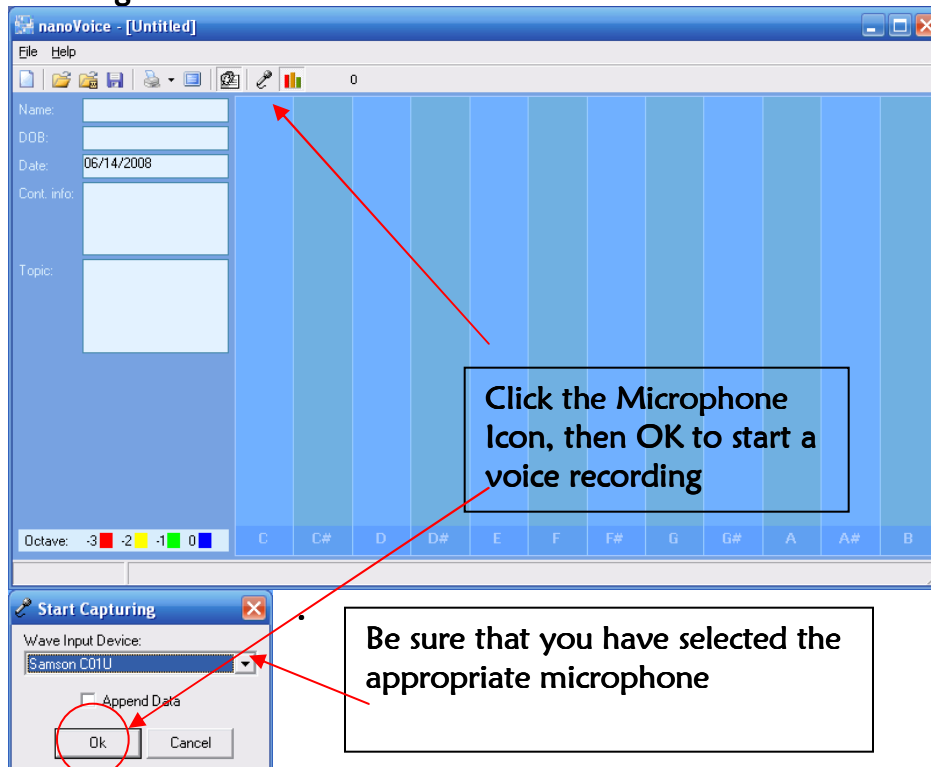 nanoVoice - [Untitled]
File Help
0
Name:
DOB:
Date: 06/14/2008
Cont. info:
Topic:
Click the Microphone
Icon, then OK to start a
voice recording
Octave: -3 -2 -1 0
C C# D D# E F F# G G# A A# B
Start Capturing
Wave Input Device:
Samson C01U
Append Data
Ok Cancel
Be sure that you have selected the
appropriate microphone